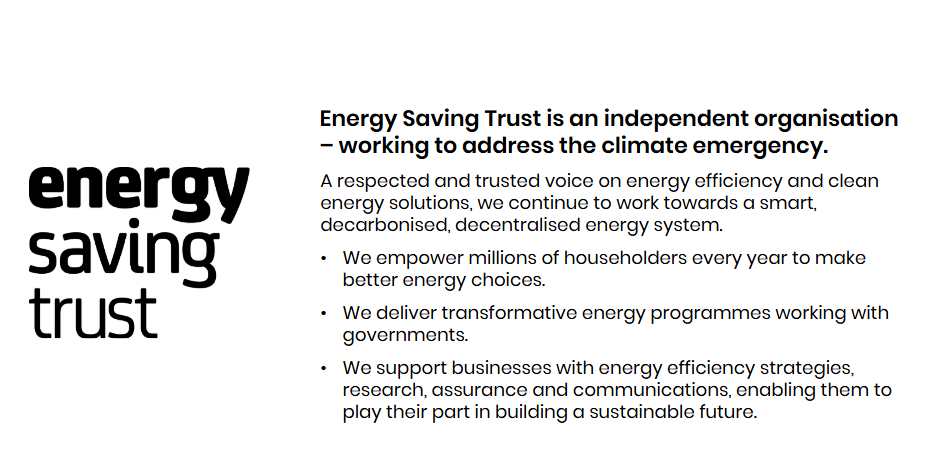 energy
saving
trust
Energy Saving Trust is an independent organisation
– working to address the climate emergency.
A respected and trusted voice on energy efficiency and clean
energy solutions, we continue to work towards a smart,
decarbonised, decentralised energy system.
• We empower millions of householders every year to make
better energy choices.
• We deliver transformative energy programmes working with
governments.
• We support businesses with energy efficiency strategies,
research, assurance and communications, enabling them to
play their part in building a sustainable future.